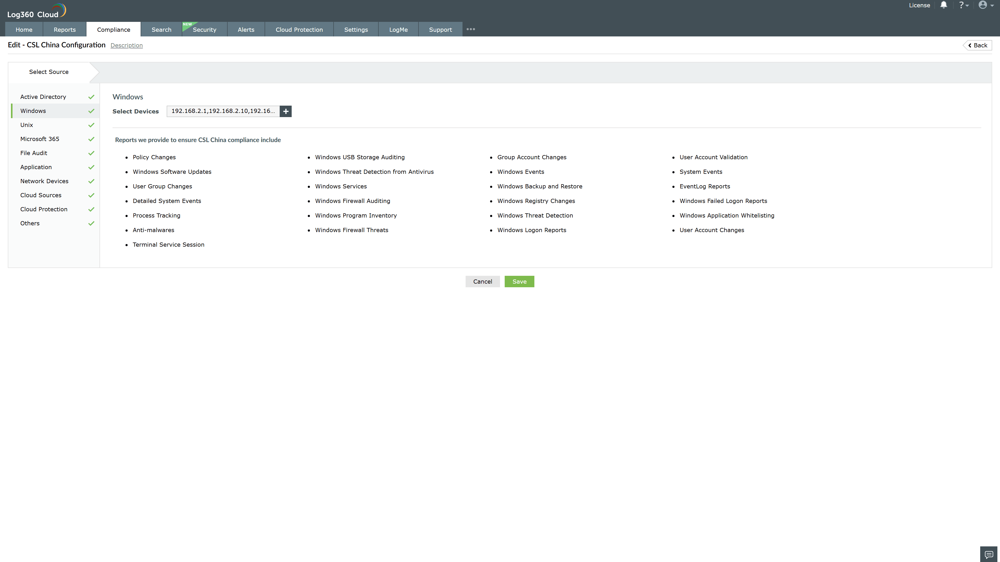 License
?
Log360 Cloud
Home
Reports
Compliance
Search
NEW
Security
Alerts
Cloud Protection
Settings
LogMe
Support
Edit - CSL China Configuration
Description
Back
Select Source
Active Directory
Windows
Unix
Microsoft 365
File Audit
Application
Network Devices
Cloud Sources
Cloud Protection
Others
Windows
Select Devices
192.168.2.1,192.168.2.10,192.16...
Reports we provide to ensure CSL China compliance include
Policy Changes
Windows USB Storage Auditing
Group Account Changes
User Account Validation
Windows Software Updates
Windows Threat Detection from Antivirus
Windows Events
System Events
User Group Changes
Windows Services
Windows Backup and Restore
EventLog Reports
Detailed System Events
Windows Firewall Auditing
Windows Registry Changes
Windows Failed Logon Reports
Process Tracking
Windows Program Inventory
Windows Threat Detection
Windows Application Whitelisting
Anti-malwares
Windows Firewall Threats
Windows Logon Reports
User Account Changes
Terminal Service Session
Cancel
Save